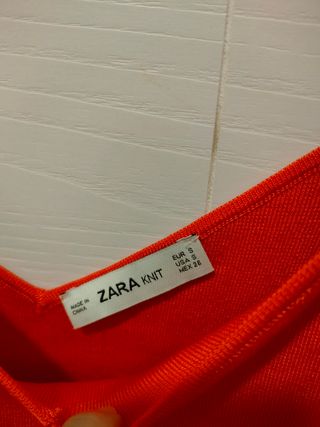 MADE IN
CHINA
ZARA KNIT
EUR S
USA S
MEX 26